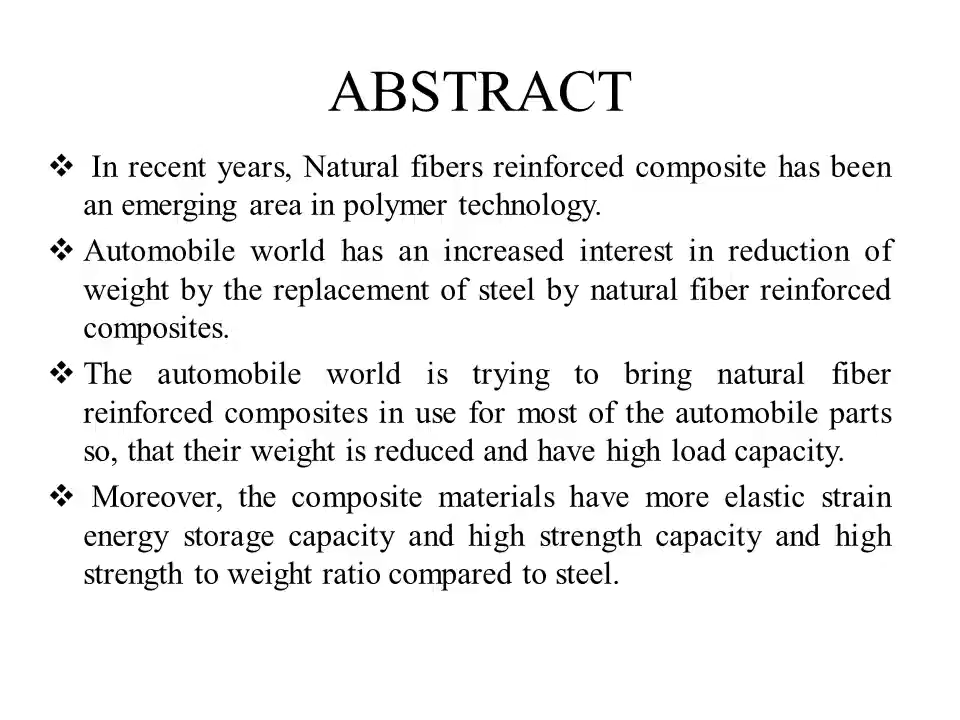 ABSTRACT
❖ In recent years, Natural fibers reinforced composite has been
an emerging area in polymer technology.
❖ Automobile world has an increased interest in reduction of
weight by the replacement of steel by natural fiber reinforced
composites.
❖ The automobile world is trying to bring natural fiber
reinforced composites in use for most of the automobile parts
so, that their weight is reduced and have high load capacity.
❖ Moreover, the composite materials have more elastic strain
energy storage capacity and high strength capacity and high
strength to weight ratio compared to steel.